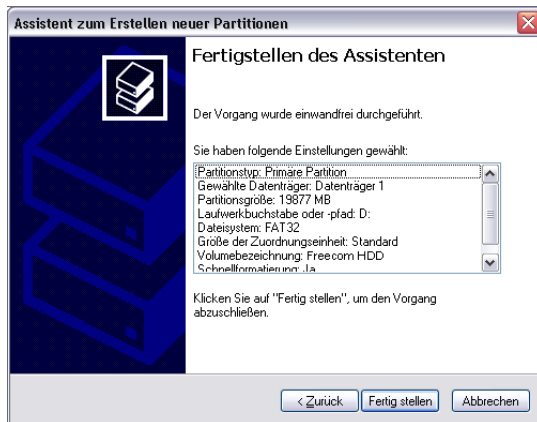 Assistent zum Erstellen neuer Partitionen
Fertigstellen des Assistenten
Der Vorgang wurde einwandfrei durchgeführt.
Sie haben folgende Einstellungen gewählt:
Partitionstyp: Primäre Partition
Gewählte Datenträger: Datenträger 1
Partitionsgröße: 19877 MB
Laufwerkbuchstabe oder -pfad: D:
Dateisystem: FAT32
Größe der Zuordnungseinheit: Standard
Volumebezeichnung: Freecom HDD
Schnellformatierung: Ja
Klicken Sie auf "Fertig stellen", um den Vorgang
abzuschließen.
< Zurück Fertig stellen Abbrechen